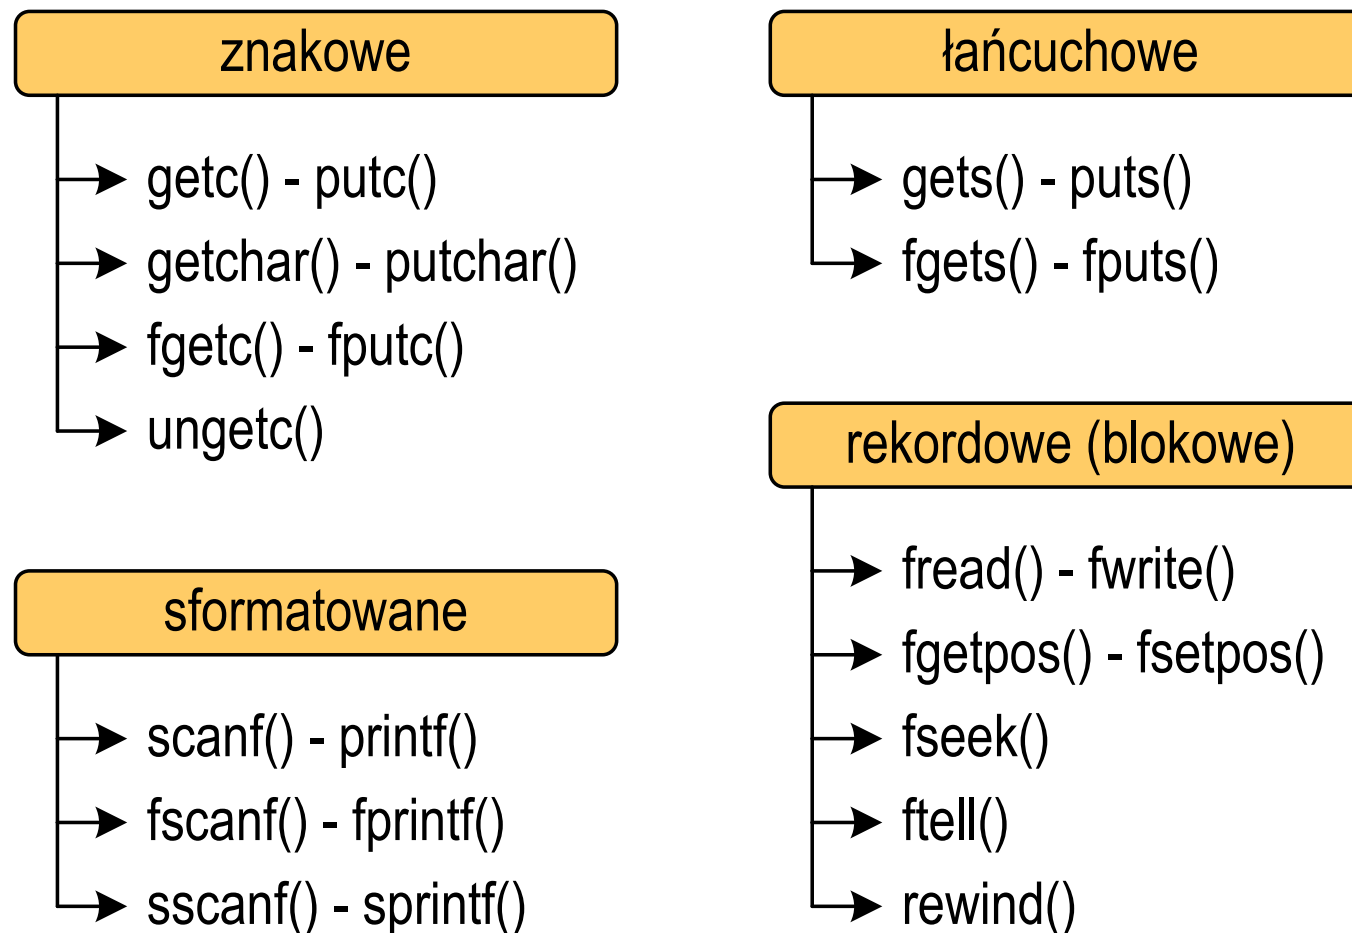 znakowe
getc() - putc()
getchar() - putchar()
fgetc() - fputc()
ungetc()
sformatowane
scanf() - printf()
fscanf() - fprintf()
sscanf() - sprintf()
łańcuchowe
gets() - puts()
fgets() - fputs()
rekordowe (blokowe)
fread() - fwrite()
fgetpos() - fsetpos()
fseek()
ftell()
rewind()